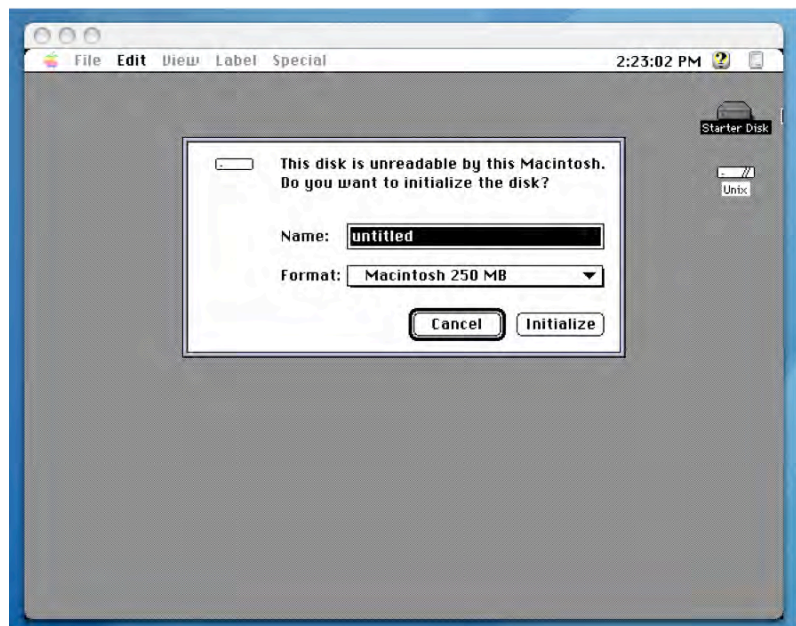 File Edit View Label Special 2:23:02 PM
Starter Disk
Unix
This disk is unreadable by this Macintosh.
Do you want to initialize the disk?
Name: untitled
Format: Macintosh 250 MB
Cancel Initialize